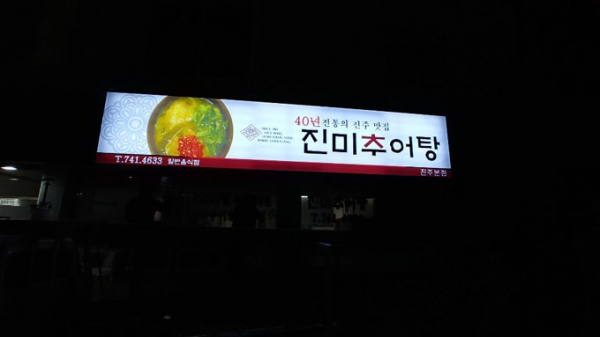 40년 전통의 진주 맛집
진미추어탕
T.741.4633 일반음식점
진주본점